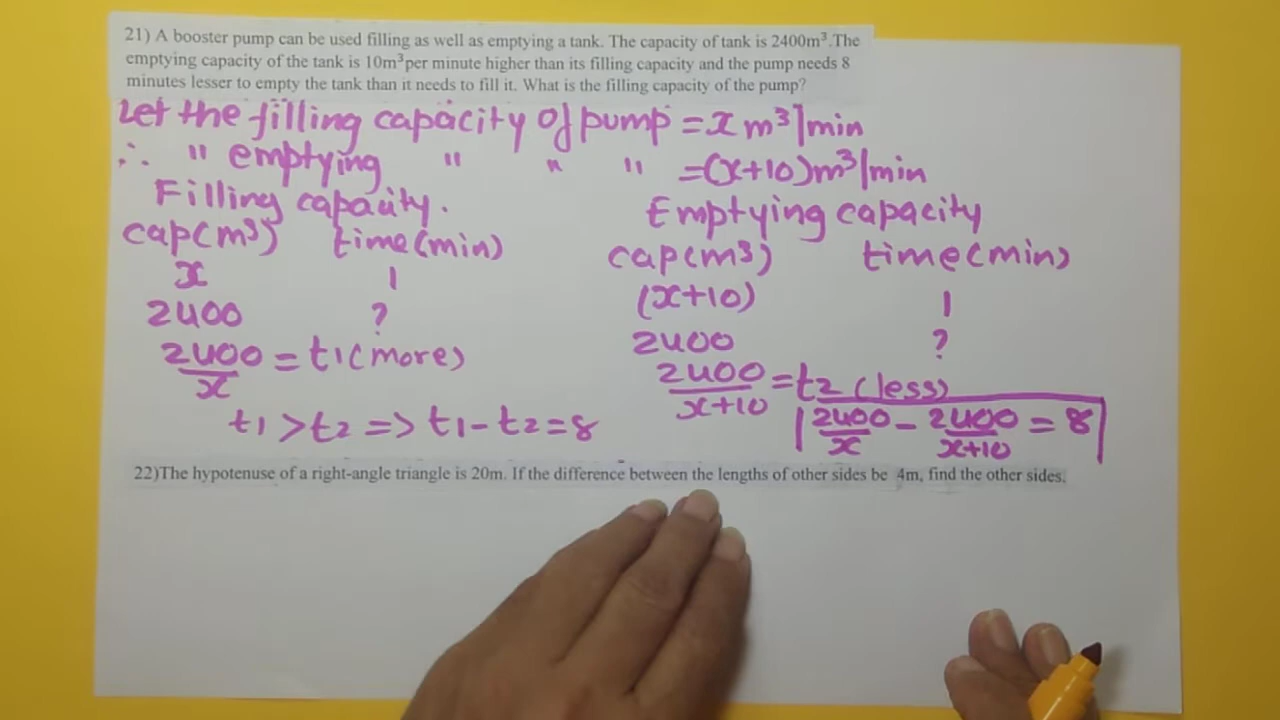 21) A booster pump can be used filling as well as emptying a tank. The capacity of tank is 2400m³.The
emptying capacity of the tank is 10m³per minute higher than its filling capacity and the pump needs 8
minutes lesser to empty the tank than it needs to fill it. What is the filling capacity of the pump?
Let the filling capacity of pump = x m³/min
∴ " emptying " " " = (x+10)m³/min
Filling capacity.
cap(m³) time(min)
x 1
2400 ?
2400/x = t1(more)
Emptying capacity
cap(m³) time(min)
(x+10) 1
2400 ?
2400/x+10 = t2 (less)
t1 > t2 => t1 - t2 = 8
2400/x - 2400/x+10 = 8
22)The hypotenuse of a right-angle triangle is 20m. If the difference between the lengths of other sides be 4m, find the other sides.